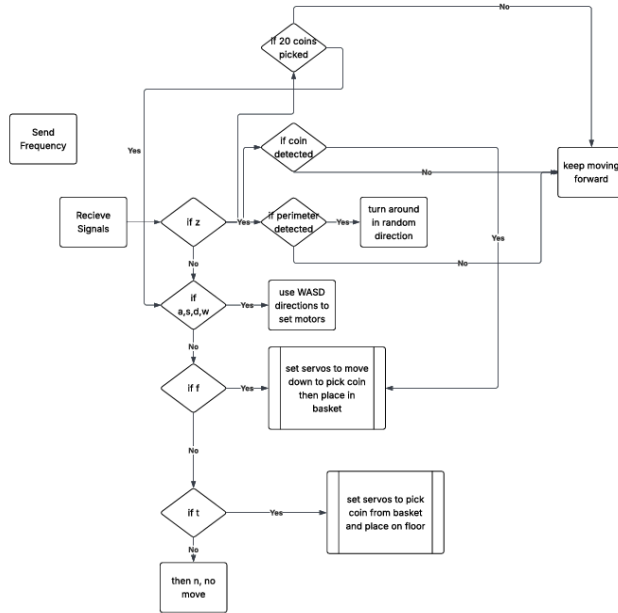 No
if 20 coins
picked
Send
Frequency
Yes
if coin
detected
No
keep moving
forward
Recieve
Signals
if z
Yes
if perimeter
detected
Yes
turn around
in random
direction
Yes
No
No
if
a,s,d,w
Yes
use WASD
directions to
set motors
No
if f
Yes
set servos to move
down to pick coin
then place in
basket
No
if t
Yes
set servos to pick
coin from basket
and place on floor
No
then n, no
move